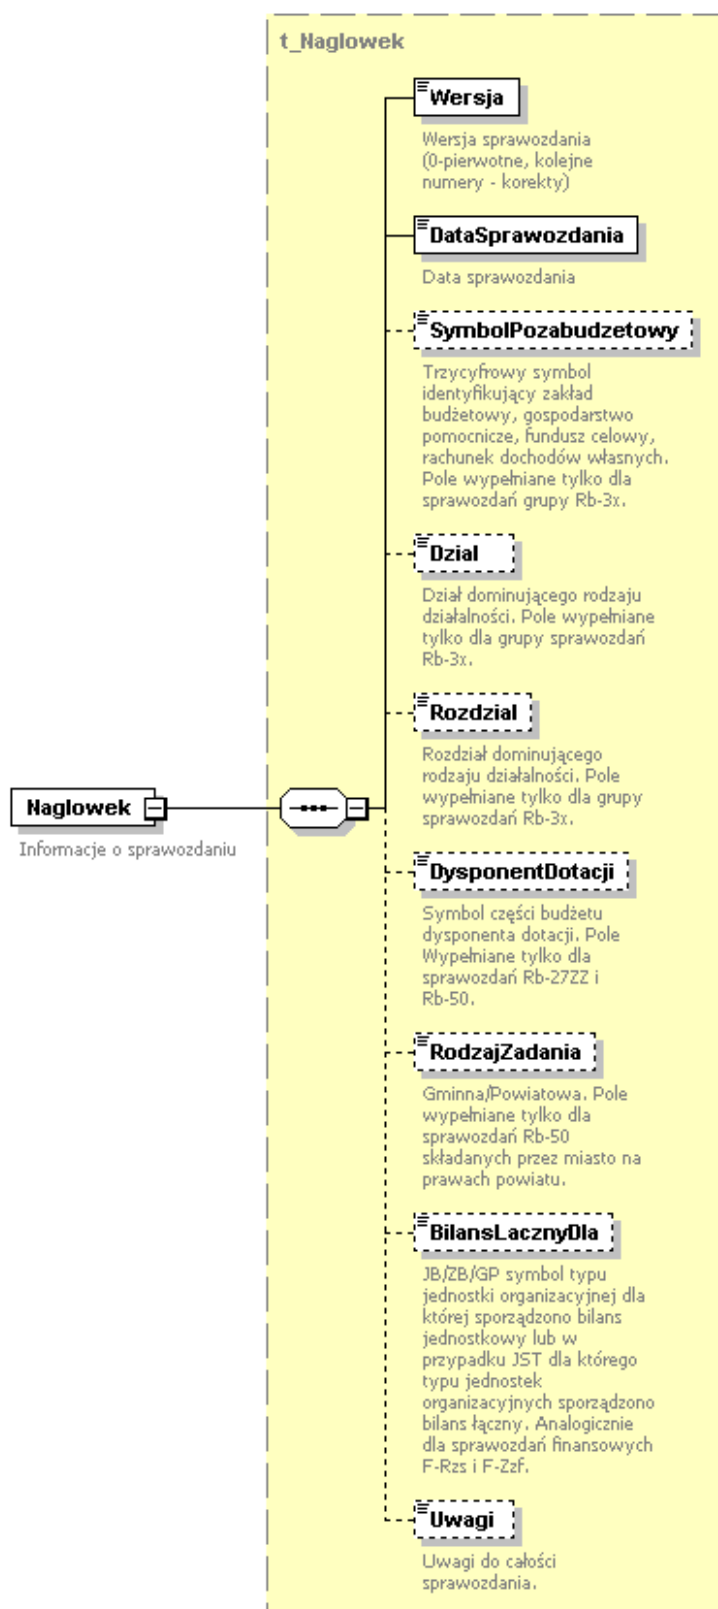 t_Naglowek
Wersja
Wersja sprawozdania
(0-pierwotne, kolejne
numery - korekty)
DataSprawozdania
Data sprawozdania
SymbolPozabudzetowy
Trzycyfrowy symbol
identyfikujący zakład
budżetowy, gospodarstwo
pomocnicze, fundusz celowy,
rachunek dochodów własnych.
Pole wypełniane tylko dla
sprawozdań grupy Rb-3x.
Dzial
Dział dominującego rodzaju
działalności. Pole wypełniane
tylko dla grupy sprawozdań
Rb-3x.
Rozdzial
Rozdział dominującego
rodzaju działalności. Pole
wypełniane tylko dla grupy
sprawozdań Rb-3x.
Naglowek
Informacje o sprawozdaniu
DysponentDotacji
Symbol części budżetu
dysponenta dotacji. Pole
Wypełniane tylko dla
sprawozdań Rb-27ZZ i
Rb-50.
RodzajZadania
Gminna/Powiatowa. Pole
wypełniane tylko dla
sprawozdań Rb-50
składanych przez miasto na
prawach powiatu.
BilansLacznyDla
JB/ZB/GP symbol typu
jednostki organizacyjnej dla
której sporządzono bilans
jednostkowy lub w
przypadku JST dla którego
typu jednostek
organizacyjnych sporządzono
bilans łączny. Analogicznie
dla sprawozdań finansowych
F-Rzs i F-Zzf.
Uwagi
Uwagi do całości
sprawozdania.